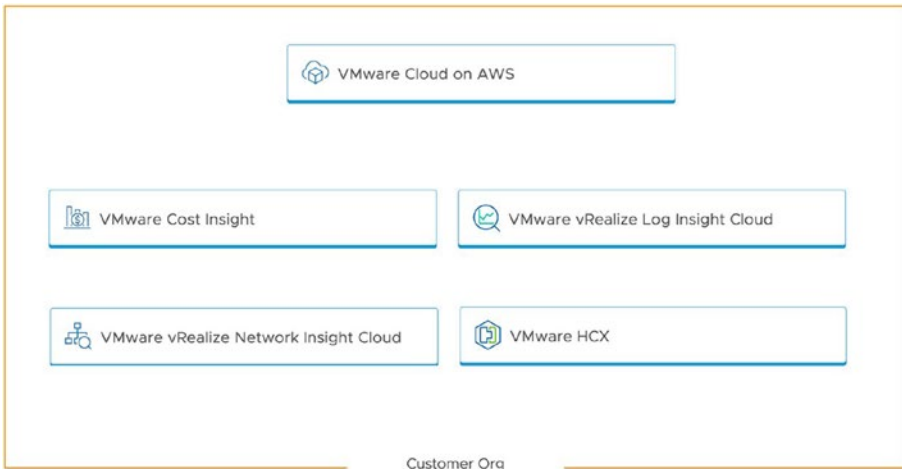 VMware Cloud on AWS
VMware Cost Insight
VMware vRealize Log Insight Cloud
VMware vRealize Network Insight Cloud
VMware HCX
Customer Org